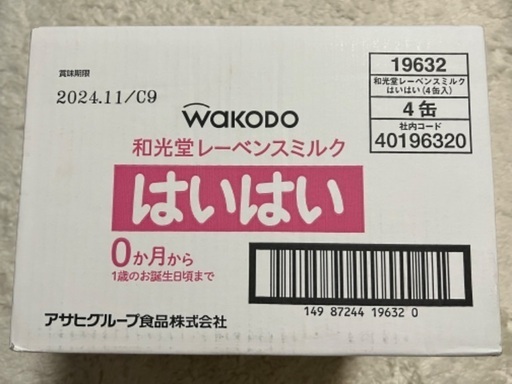 賞味期限
2024.11/C9
19632
和光堂レーベンスミルク
はいはい(4缶入)
4缶
社内コード
40196320
WAKODO
和光堂レーベンスミルク
はいはい
0か月から
1歳のお誕生日頃まで
149 87244 19632 0
アサヒグループ食品株式会社